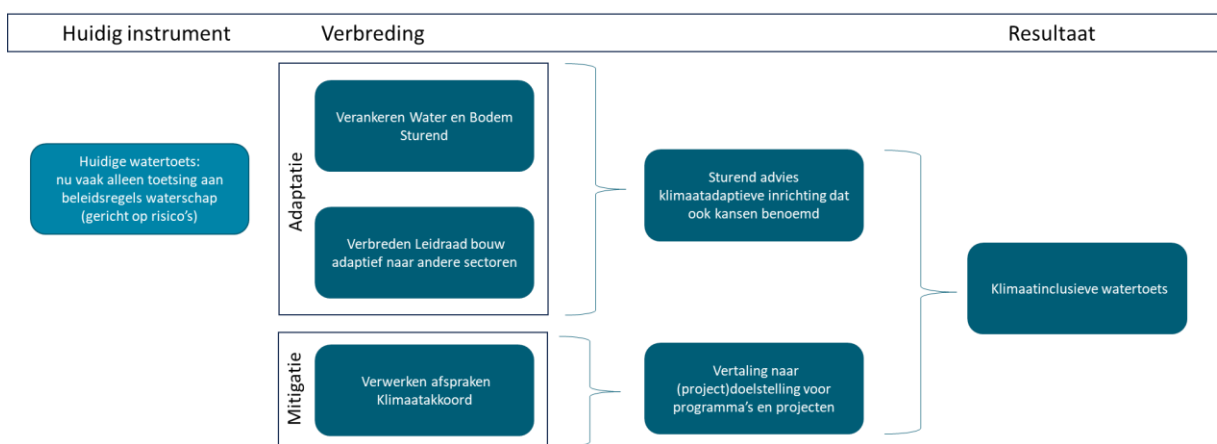 Huidig instrument
Verbreding
Resultaat
Huidige watertoets:
nu vaak alleen toetsing aan
beleidsregels waterschap
(gericht op risico's)
Adaptatie
Verankeren Water en Bodem
Sturend
Verbreden Leidraad bouw
adaptief naar andere sectoren
Mitigatie
Verwerken afspraken
Klimaatakkoord
Sturend advies
klimaatadaptieve inrichting dat
ook kansen benoemd
Vertaling naar
(project)doelstelling voor
programma's en projecten
Klimaatinclusieve watertoets